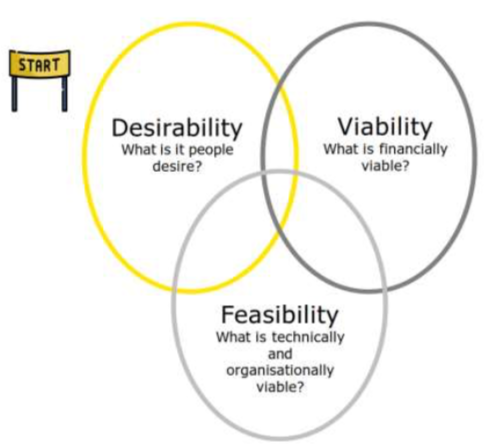 START
Desirability
What is it people
desire?
Viability
What is financially
viable?
Feasibility
What is technically
and
organisationally
viable?